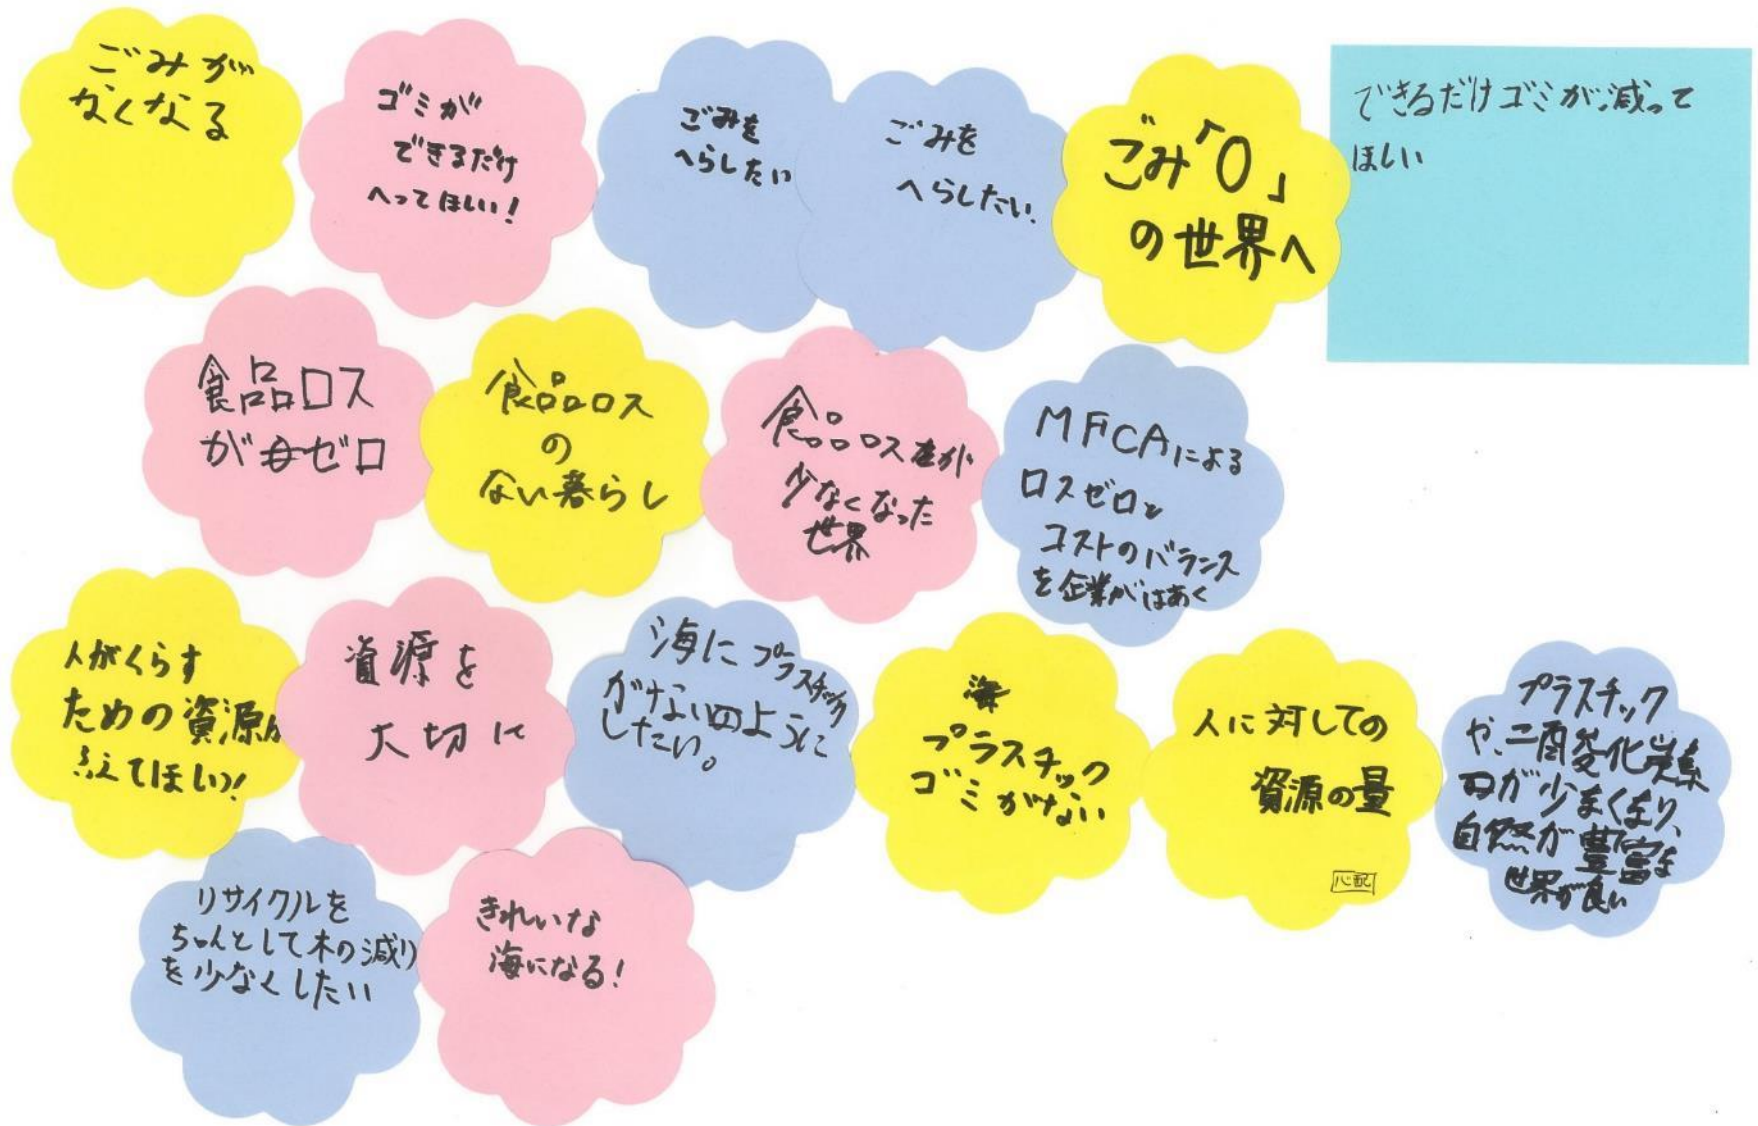 ごみが
なくなる
ゴミが
できるだけ
へってほしい!
ごみを
へらしたい
ごみを
へらしたい.
ごみ「0」
の世界へ
できるだけゴミが減って
ほしい
食品ロス
がゼロ
食品ロス
の
ない暮らし
食品ロスが
少なくなった
世界
MFCAによる
ロスゼロと
コストのバランス
を企業がはあく
人がくらす
ための資源が
ふえてほしい!
資源を
大切に
海にプラスチック
がないのように
したい。
プラスチック
ゴミがない
人に対しての
資源の量
心配
プラスチック
や、二酸化炭素
が少なくなり、
自然が豊富な
世界が良い
リサイクルを
ちゃんとして木の減り
を少なくしたい
きれいな
海になる!